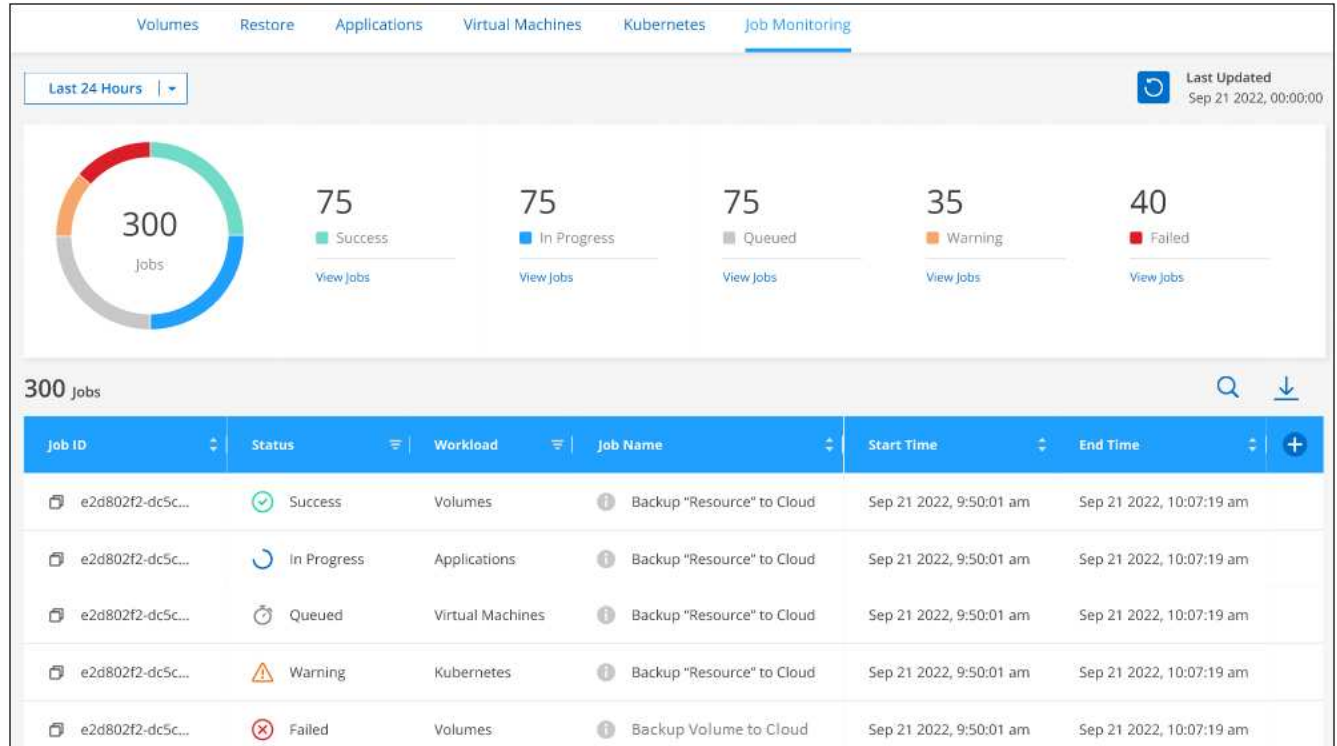 Volumes Restore Applications Virtual Machines Kubernetes Job Monitoring
Last 24 Hours
Last Updated
Sep 21 2022, 00:00:00
300
Jobs
75 75 75 35 40
Success In Progress Queued Warning Failed
View Jobs View Jobs View Jobs View Jobs View Jobs
300 Jobs
Job ID Status Workload Job Name Start Time End Time
e2d802f2-dc5c... Success Volumes Backup "Resource" to Cloud Sep 21 2022, 9:50:01 am Sep 21 2022, 10:07:19 am
e2d802f2-dc5c... In Progress Applications Backup "Resource" to Cloud Sep 21 2022, 9:50:01 am Sep 21 2022, 10:07:19 am
e2d802f2-dc5c... Queued Virtual Machines Backup "Resource" to Cloud Sep 21 2022, 9:50:01 am Sep 21 2022, 10:07:19 am
e2d802f2-dc5c... Warning Kubernetes Backup "Resource" to Cloud Sep 21 2022, 9:50:01 am Sep 21 2022, 10:07:19 am
e2d802f2-dc5c... Failed Volumes Backup Volume to Cloud Sep 21 2022, 9:50:01 am Sep 21 2022, 10:07:19 am